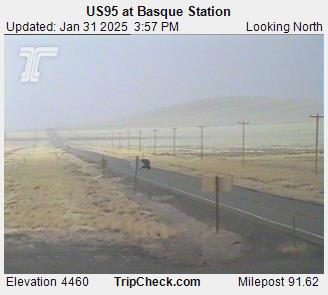 US95 at Basque Station
Updated: Jan 31 2025 3:57 PM Looking North
Elevation 4460 TripCheck.com Milepost 91.62